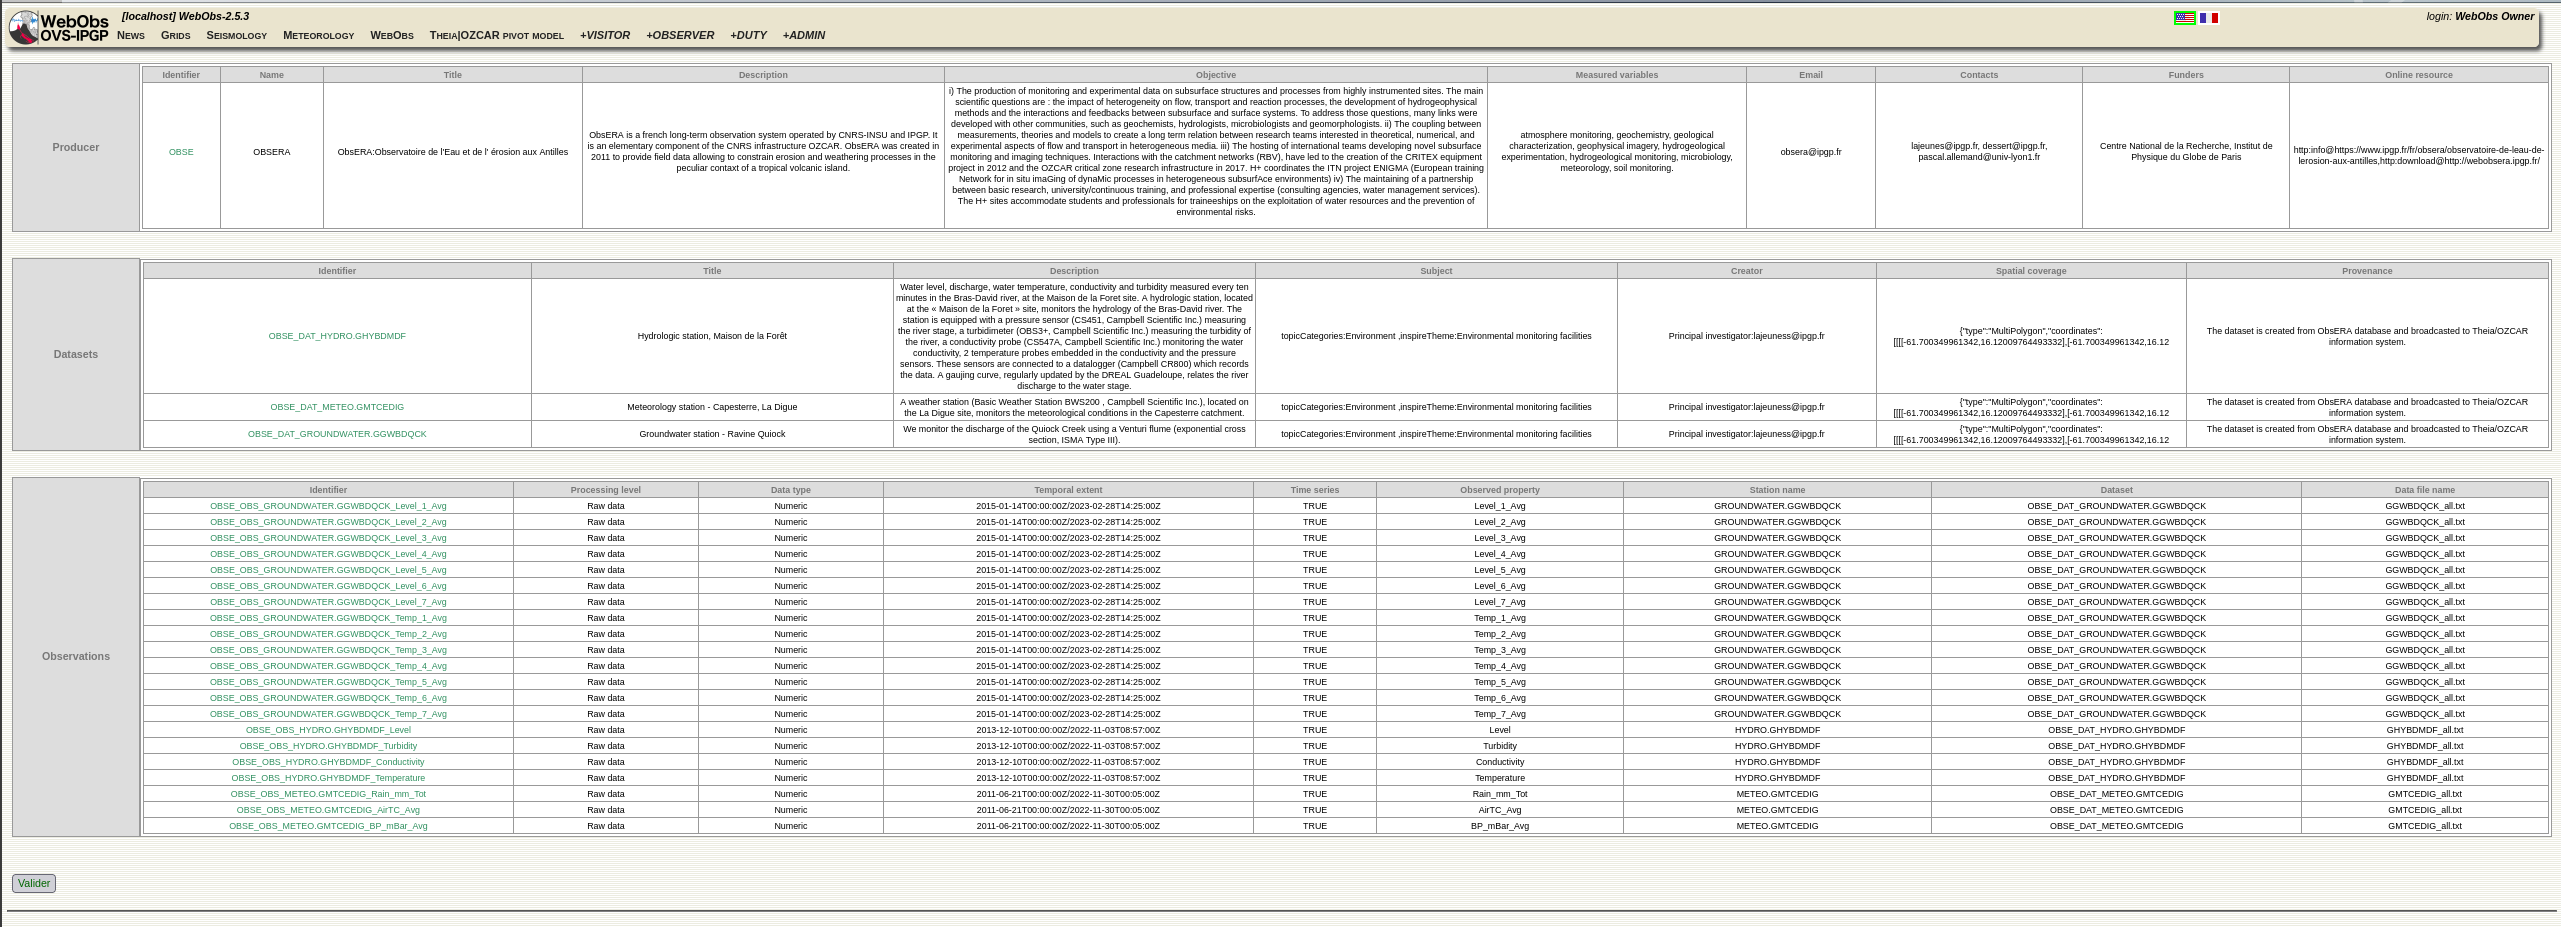 WebObs
OVS-IPGP
[localhost] WebObs-2.5.3
login: WebObs Owner
News Grids Seismology Meteorology WebObs Theia|OZCAR pivot model +VISITOR +OBSERVER +DUTY +ADMIN
Producer
Identifier Name Title Description Objective Measured variables Email Contacts Funders Online resource
OBSE
OBSERA
ObsERA:Observatoire de l'Eau et de l' érosion aux Antilles
ObsERA is a french long-term observation system operated by CNRS-INSU and IPGP. It
is an elementary component of the CNRS infrastructure OZCAR. ObsERA was created in
2011 to provide field data allowing to constrain erosion and weathering processes in the
peculiar contaxt of a tropical volcanic island.
i) The production of monitoring and experimental data on subsurface structures and processes from highly instrumented sites. The main
scientific questions are : the impact of heterogeneity on flow, transport and reaction processes, the development of hydrogeophysical
methods and the interactions and feedbacks between subsurface and surface systems. To address those questions, many links were
developed with other communities, such as geochemists, hydrologists, microbiologists and geomorphologists. ii) The coupling between
measurements, theories and models to create a long term relation between research teams interested in theoretical, numerical, and
experimental aspects of flow and transport in heterogeneous media. iii) The hosting of international teams developing novel subsurface
monitoring and imaging techniques. Interactions with the catchment networks (RBV), have led to the creation of the CRITEX equipment
project in 2012 and the OZCAR critical zone research infrastructure in 2017. H+ coordinates the ITN project ENIGMA (European training
Network for in situ imaGing of dynaMic processes in heterogeneous subsurfAce environments) iv) The maintaining of a partnership
between basic research, university/continuous training, and professional expertise (consulting agencies, water management services).
The H+ sites accommodate students and professionals for traineeships on the exploitation of water resources and the prevention of
environmental risks.
atmosphere monitoring, geochemistry, geological
characterization, geophysical imagery, hydrogeological
experimentation, hydrogeological monitoring, microbiology,
meteorology, soil monitoring.
obsera@ipgp.fr
lajeunes@ipgp.fr, dessert@ipgp.fr,
pascal.allemand@univ-lyon1.fr
Centre National de la Recherche, Institut de
Physique du Globe de Paris
http:info@https://www.ipgp.fr/fr/obsera/observatoire-de-leau-de-
lerosion-aux-antilles,http:download@http://webobsera.ipgp.fr/
Datasets
Identifier Title Description Subject Creator Spatial coverage Provenance
OBSE_DAT_HYDRO.GHYBDMDF
Hydrologic station, Maison de la Forêt
Water level, discharge, water temperature, conductivity and turbidity measured every ten
minutes in the Bras-David river, at the Maison de la Foret site. A hydrologic station, located
at the « Maison de la Foret » site, monitors the hydrology of the Bras-David river. The
station is equipped with a pressure sensor (CS451, Campbell Scientific Inc.) measuring
the river stage, a turbidimeter (OBS3+, Campbell Scientific Inc.) measuring the turbidity of
the river, a conductivity probe (CS547A, Campbell Scientific Inc.) monitoring the water
conductivity, 2 temperature probes embedded in the conductivity and the pressure
sensors. These sensors are connected to a datalogger (Campbell CR800) which records
the data. A gaujing curve, regularly updated by the DREAL Guadeloupe, relates the river
discharge to the water stage.
topicCategories:Environment ,inspireTheme:Environmental monitoring facilities
Principal investigator:lajeuness@ipgp.fr
{"type":"MultiPolygon","coordinates":
[[[[-61.700349961342,16.12009764493332],[-61.700349961342,16.12
The dataset is created from ObsERA database and broadcasted to Theia/OZCAR
information system.
OBSE_DAT_METEO.GMTCEDIG
Meteorology station - Capesterre, La Digue
A weather station (Basic Weather Station BWS200 , Campbell Scientific Inc.), located on
the La Digue site, monitors the meteorological conditions in the Capesterre catchment.
topicCategories:Environment ,inspireTheme:Environmental monitoring facilities
Principal investigator:lajeuness@ipgp.fr
{"type":"MultiPolygon","coordinates":
[[[[-61.700349961342,16.12009764493332],[-61.700349961342,16.12
The dataset is created from ObsERA database and broadcasted to Theia/OZCAR
information system.
OBSE_DAT_GROUNDWATER.GGWBDQCK
Groundwater station - Ravine Quiock
We monitor the discharge of the Quiock Creek using a Venturi flume (exponential cross
section, ISMA Type III).
topicCategories:Environment ,inspireTheme:Environmental monitoring facilities
Principal investigator:lajeuness@ipgp.fr
{"type":"MultiPolygon","coordinates":
[[[[-61.700349961342,16.12009764493332],[-61.700349961342,16.12
The dataset is created from ObsERA database and broadcasted to Theia/OZCAR
information system.
Observations
Identifier Processing level Data type Temporal extent Time series Observed property Station name Dataset Data file name
OBSE_OBS_GROUNDWATER.GGWBDQCK_Level_1_Avg Raw data Numeric 2015-01-14T00:00:00Z/2023-02-28T14:25:00Z TRUE Level_1_Avg GROUNDWATER.GGWBDQCK OBSE_DAT_GROUNDWATER.GGWBDQCK GGWBDQCK_all.txt
OBSE_OBS_GROUNDWATER.GGWBDQCK_Level_2_Avg Raw data Numeric 2015-01-14T00:00:00Z/2023-02-28T14:25:00Z TRUE Level_2_Avg GROUNDWATER.GGWBDQCK OBSE_DAT_GROUNDWATER.GGWBDQCK GGWBDQCK_all.txt
OBSE_OBS_GROUNDWATER.GGWBDQCK_Level_3_Avg Raw data Numeric 2015-01-14T00:00:00Z/2023-02-28T14:25:00Z TRUE Level_3_Avg GROUNDWATER.GGWBDQCK OBSE_DAT_GROUNDWATER.GGWBDQCK GGWBDQCK_all.txt
OBSE_OBS_GROUNDWATER.GGWBDQCK_Level_4_Avg Raw data Numeric 2015-01-14T00:00:00Z/2023-02-28T14:25:00Z TRUE Level_4_Avg GROUNDWATER.GGWBDQCK OBSE_DAT_GROUNDWATER.GGWBDQCK GGWBDQCK_all.txt
OBSE_OBS_GROUNDWATER.GGWBDQCK_Level_5_Avg Raw data Numeric 2015-01-14T00:00:00Z/2023-02-28T14:25:00Z TRUE Level_5_Avg GROUNDWATER.GGWBDQCK OBSE_DAT_GROUNDWATER.GGWBDQCK GGWBDQCK_all.txt
OBSE_OBS_GROUNDWATER.GGWBDQCK_Level_6_Avg Raw data Numeric 2015-01-14T00:00:00Z/2023-02-28T14:25:00Z TRUE Level_6_Avg GROUNDWATER.GGWBDQCK OBSE_DAT_GROUNDWATER.GGWBDQCK GGWBDQCK_all.txt
OBSE_OBS_GROUNDWATER.GGWBDQCK_Level_7_Avg Raw data Numeric 2015-01-14T00:00:00Z/2023-02-28T14:25:00Z TRUE Level_7_Avg GROUNDWATER.GGWBDQCK OBSE_DAT_GROUNDWATER.GGWBDQCK GGWBDQCK_all.txt
OBSE_OBS_GROUNDWATER.GGWBDQCK_Temp_1_Avg Raw data Numeric 2015-01-14T00:00:00Z/2023-02-28T14:25:00Z TRUE Temp_1_Avg GROUNDWATER.GGWBDQCK OBSE_DAT_GROUNDWATER.GGWBDQCK GGWBDQCK_all.txt
OBSE_OBS_GROUNDWATER.GGWBDQCK_Temp_2_Avg Raw data Numeric 2015-01-14T00:00:00Z/2023-02-28T14:25:00Z TRUE Temp_2_Avg GROUNDWATER.GGWBDQCK OBSE_DAT_GROUNDWATER.GGWBDQCK GGWBDQCK_all.txt
OBSE_OBS_GROUNDWATER.GGWBDQCK_Temp_3_Avg Raw data Numeric 2015-01-14T00:00:00Z/2023-02-28T14:25:00Z TRUE Temp_3_Avg GROUNDWATER.GGWBDQCK OBSE_DAT_GROUNDWATER.GGWBDQCK GGWBDQCK_all.txt
OBSE_OBS_GROUNDWATER.GGWBDQCK_Temp_4_Avg Raw data Numeric 2015-01-14T00:00:00Z/2023-02-28T14:25:00Z TRUE Temp_4_Avg GROUNDWATER.GGWBDQCK OBSE_DAT_GROUNDWATER.GGWBDQCK GGWBDQCK_all.txt
OBSE_OBS_GROUNDWATER.GGWBDQCK_Temp_5_Avg Raw data Numeric 2015-01-14T00:00:00Z/2023-02-28T14:25:00Z TRUE Temp_5_Avg GROUNDWATER.GGWBDQCK OBSE_DAT_GROUNDWATER.GGWBDQCK GGWBDQCK_all.txt
OBSE_OBS_GROUNDWATER.GGWBDQCK_Temp_6_Avg Raw data Numeric 2015-01-14T00:00:00Z/2023-02-28T14:25:00Z TRUE Temp_6_Avg GROUNDWATER.GGWBDQCK OBSE_DAT_GROUNDWATER.GGWBDQCK GGWBDQCK_all.txt
OBSE_OBS_GROUNDWATER.GGWBDQCK_Temp_7_Avg Raw data Numeric 2015-01-14T00:00:00Z/2023-02-28T14:25:00Z TRUE Temp_7_Avg GROUNDWATER.GGWBDQCK OBSE_DAT_GROUNDWATER.GGWBDQCK GGWBDQCK_all.txt
OBSE_OBS_HYDRO.GHYBDMDF_Level Raw data Numeric 2013-12-10T00:00:00Z/2022-11-03T08:57:00Z TRUE Level HYDRO.GHYBDMDF OBSE_DAT_HYDRO.GHYBDMDF GHYBDMDF_all.txt
OBSE_OBS_HYDRO.GHYBDMDF_Turbidity Raw data Numeric 2013-12-10T00:00:00Z/2022-11-03T08:57:00Z TRUE Turbidity HYDRO.GHYBDMDF OBSE_DAT_HYDRO.GHYBDMDF GHYBDMDF_all.txt
OBSE_OBS_HYDRO.GHYBDMDF_Conductivity Raw data Numeric 2013-12-10T00:00:00Z/2022-11-03T08:57:00Z TRUE Conductivity HYDRO.GHYBDMDF OBSE_DAT_HYDRO.GHYBDMDF GHYBDMDF_all.txt
OBSE_OBS_HYDRO.GHYBDMDF_Temperature Raw data Numeric 2013-12-10T00:00:00Z/2022-11-03T08:57:00Z TRUE Temperature HYDRO.GHYBDMDF OBSE_DAT_HYDRO.GHYBDMDF GHYBDMDF_all.txt
OBSE_OBS_METEO.GMTCEDIG_Rain_mm_Tot Raw data Numeric 2011-06-21T00:00:00Z/2022-11-30T00:05:00Z TRUE Rain_mm_Tot METEO.GMTCEDIG OBSE_DAT_METEO.GMTCEDIG GMTCEDIG_all.txt
OBSE_OBS_METEO.GMTCEDIG_AirTC_Avg Raw data Numeric 2011-06-21T00:00:00Z/2022-11-30T00:05:00Z TRUE AirTC_Avg METEO.GMTCEDIG OBSE_DAT_METEO.GMTCEDIG GMTCEDIG_all.txt
OBSE_OBS_METEO.GMTCEDIG_BP_mBar_Avg Raw data Numeric 2011-06-21T00:00:00Z/2022-11-30T00:05:00Z TRUE BP_mBar_Avg METEO.GMTCEDIG OBSE_DAT_METEO.GMTCEDIG GMTCEDIG_all.txt
Valider